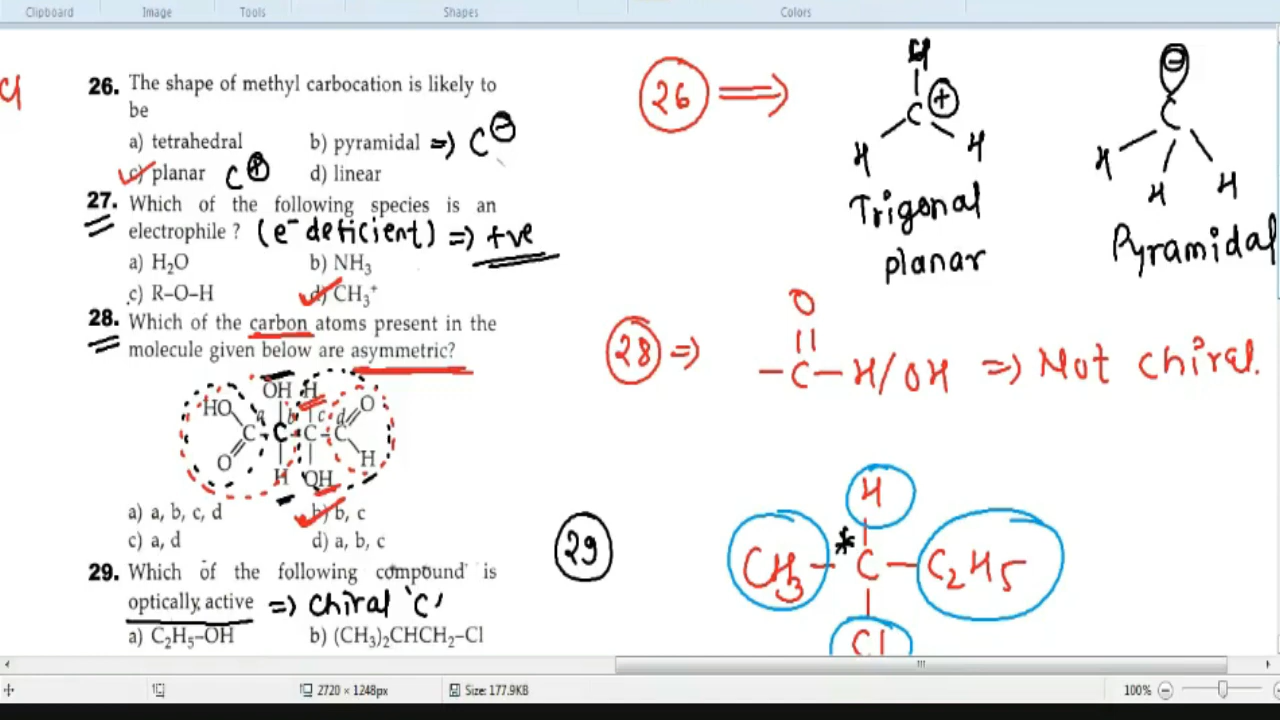 Clipboard Image Tools Shapes Colors
26. The shape of methyl carbocation is likely to
be
a) tetrahedral b) pyramidal => C⊖
c) planar C⊕ d) linear
27. Which of the following species is an
electrophile ? (e⁻ deficient) => +ve
a) H₂O b) NH₃
c) R–O–H d) CH₃⁺
28. Which of the carbon atoms present in the
molecule given below are asymmetric?
OH H
HO a b c d O
C C C C
O H
H OH
a) a, b, c, d b) b, c
c) a, d d) a, b, c
29. Which of the following compound is
optically active => chiral 'C'
a) C₂H₅–OH b) (CH₃)₂CHCH₂–Cl
26 =>
H
C ⊕
H H
Trigonal
planar
⊖
C
H H H
Pyramidal
O
28 => –C–H/OH => Not chiral.
29
H
CH₃–*C–C₂H₅
Cl
2720 × 1248px Size: 177.9KB 100%